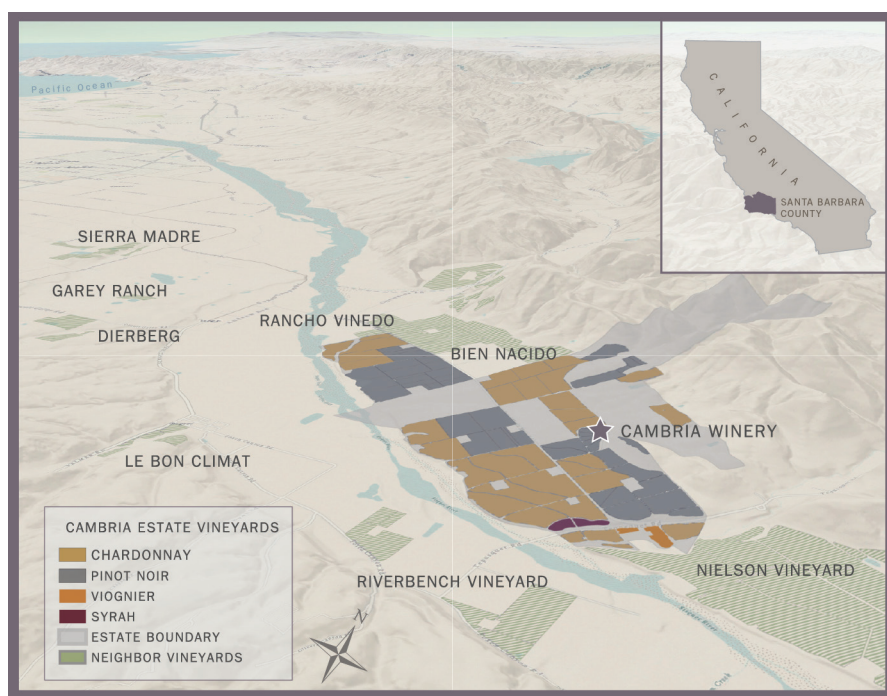 Pacific Ocean
CALIFORNIA
SANTA BARBARA
COUNTY
SIERRA MADRE
GAREY RANCH
DIERBERG
RANCHO VINEDO
BIEN NACIDO
CAMBRIA WINERY
LE BON CLIMAT
RIVERBENCH VINEYARD
NIELSON VINEYARD
CAMBRIA ESTATE VINEYARDS
CHARDONNAY
PINOT NOIR
VIOGNIER
SYRAH
ESTATE BOUNDARY
NEIGHBOR VINEYARDS
N